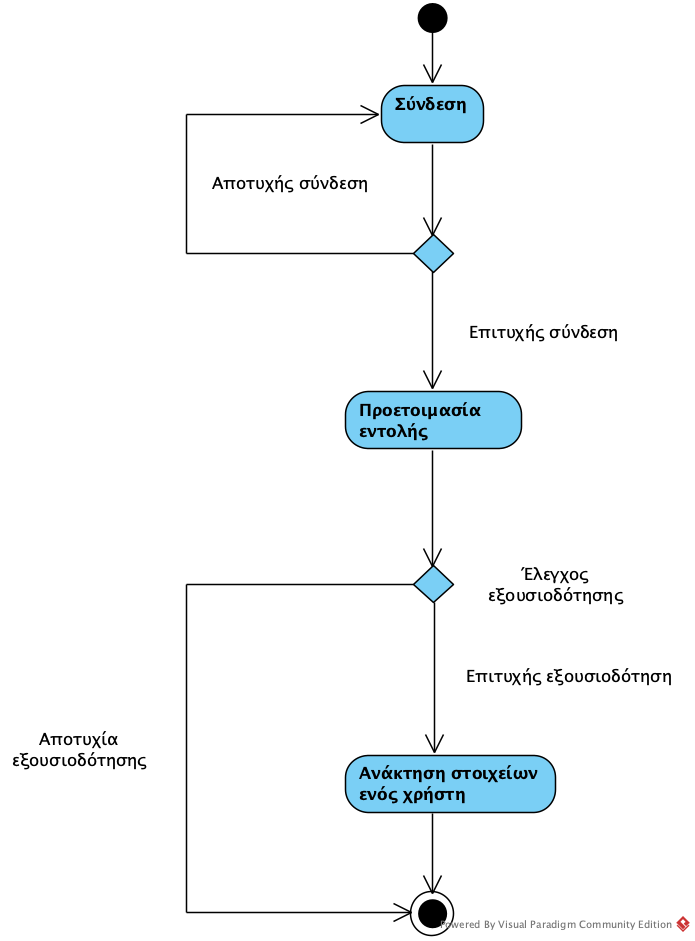 Σύνδεση
Αποτυχής σύνδεση
Επιτυχής σύνδεση
Προετοιμασία
εντολής
Έλεγχος
εξουσιοδότησης
Επιτυχής εξουσιοδότηση
Αποτυχία
εξουσιοδότησης
Ανάκτηση στοιχείων
ενός χρήστη
Powered By Visual Paradigm Community Edition